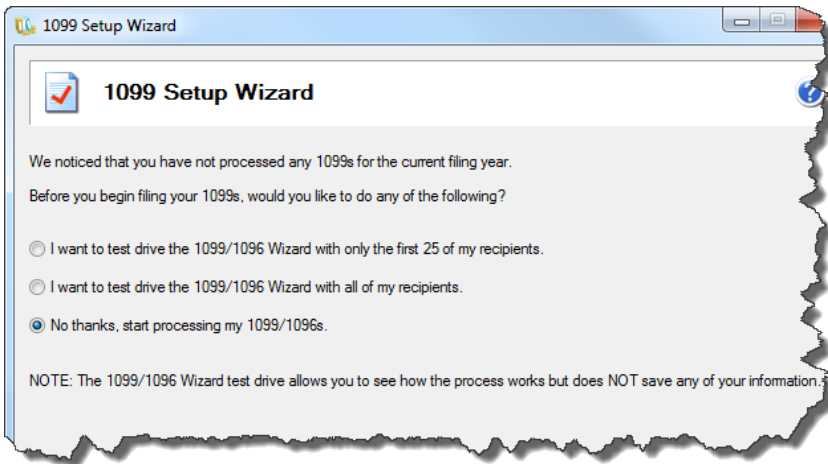 1099 Setup Wizard
1099 Setup Wizard
We noticed that you have not processed any 1099s for the current filing year.
Before you begin filing your 1099s, would you like to do any of the following?
I want to test drive the 1099/1096 Wizard with only the first 25 of my recipients.
I want to test drive the 1099/1096 Wizard with all of my recipients.
No thanks, start processing my 1099/1096s.
NOTE: The 1099/1096 Wizard test drive allows you to see how the process works but does NOT save any of your information.